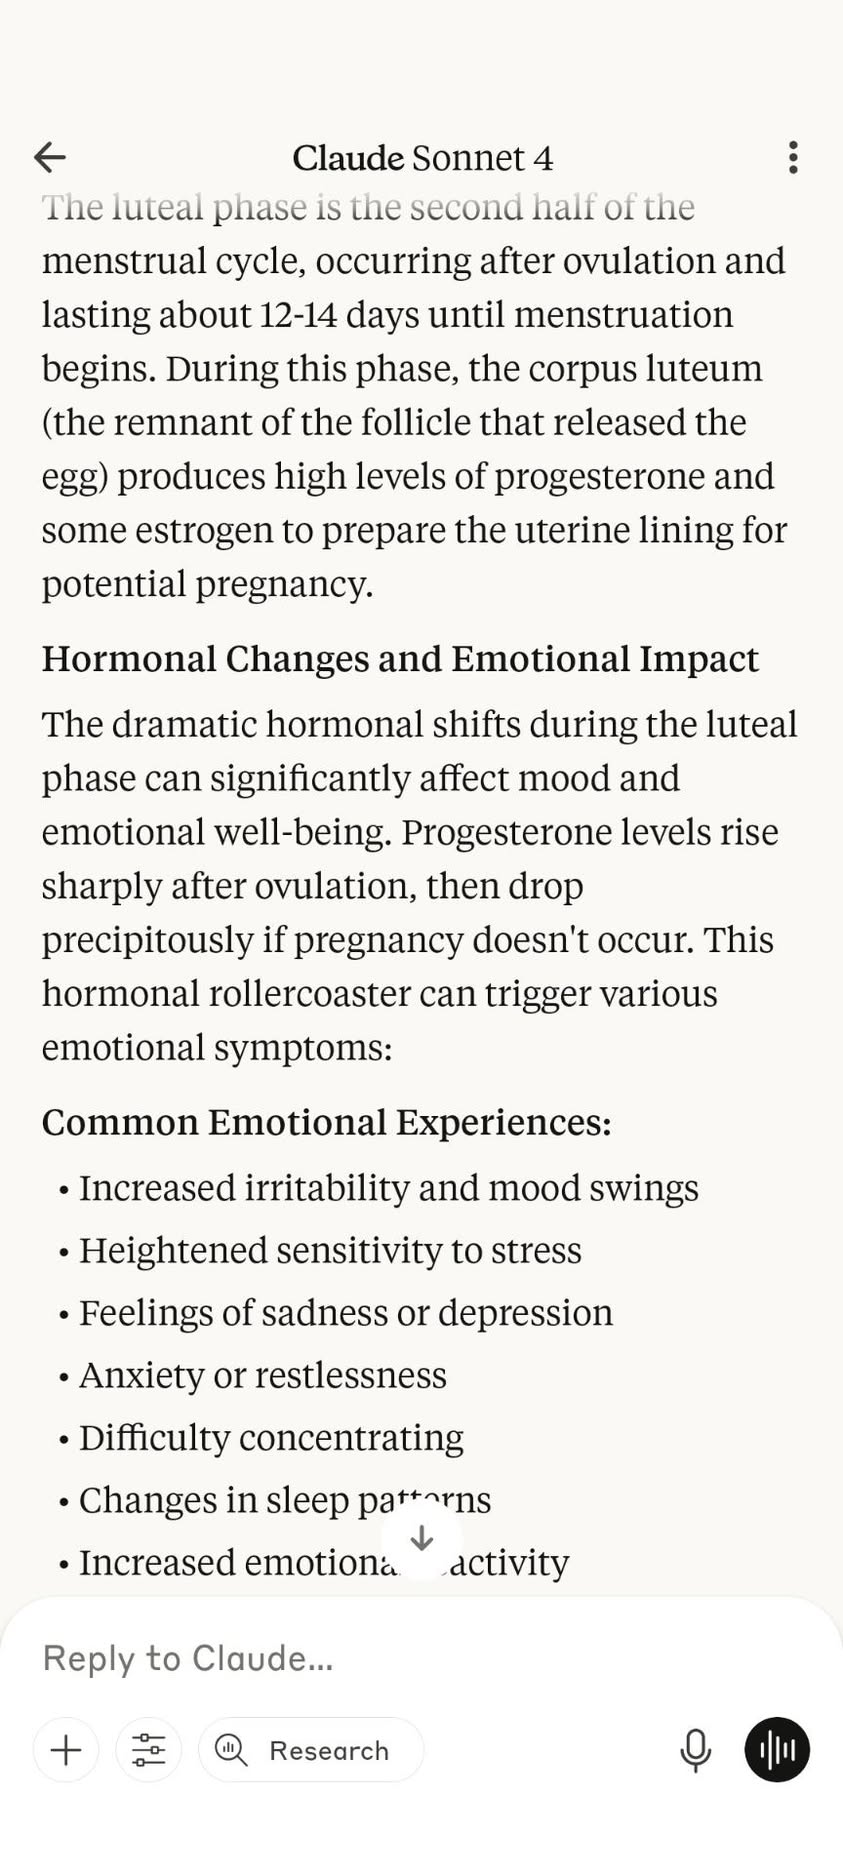 Claude Sonnet 4
The luteal phase is the second half of the
menstrual cycle, occurring after ovulation and
lasting about 12-14 days until menstruation
begins. During this phase, the corpus luteum
(the remnant of the follicle that released the
egg) produces high levels of progesterone and
some estrogen to prepare the uterine lining for
potential pregnancy.
Hormonal Changes and Emotional Impact
The dramatic hormonal shifts during the luteal
phase can significantly affect mood and
emotional well-being. Progesterone levels rise
sharply after ovulation, then drop
precipitously if pregnancy doesn't occur. This
hormonal rollercoaster can trigger various
emotional symptoms:
Common Emotional Experiences:
• Increased irritability and mood swings
• Heightened sensitivity to stress
• Feelings of sadness or depression
• Anxiety or restlessness
• Difficulty concentrating
• Changes in sleep patterns
• Increased emotional reactivity
Reply to Claude...
Research